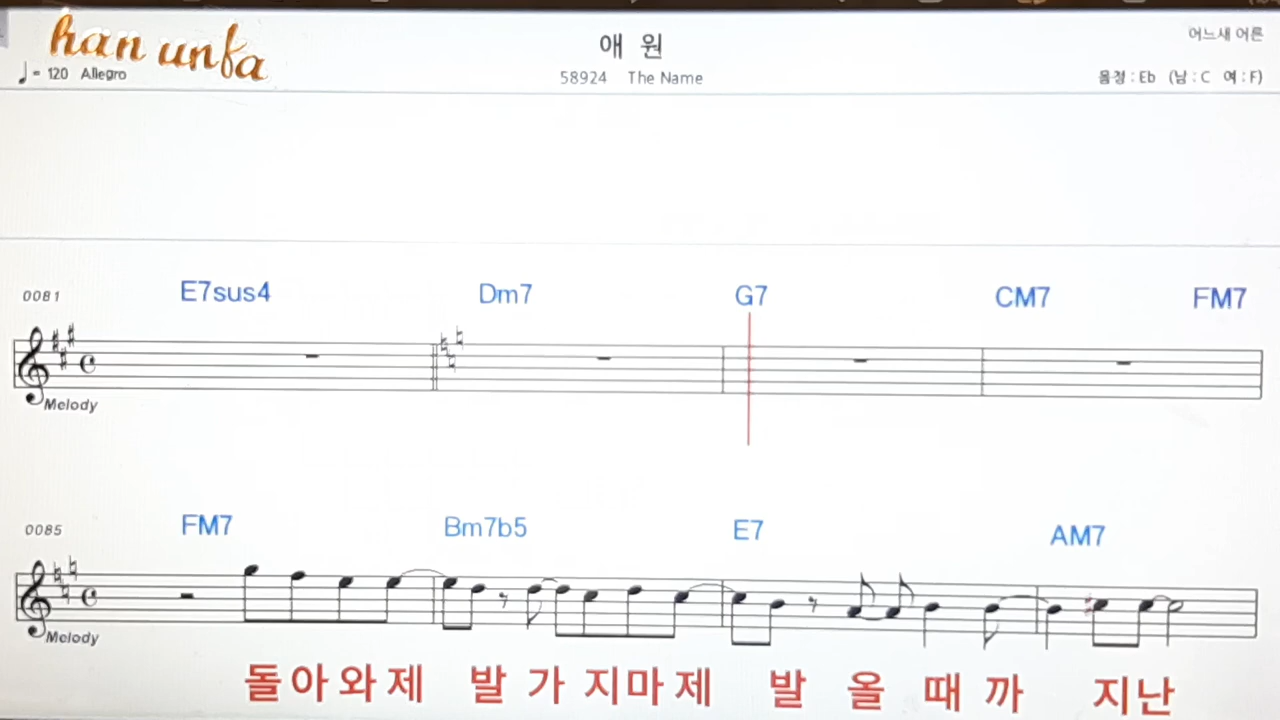 han unfa
애 원
어느새 어른
♩= 120 Allegro
58924 The Name
음정 : Eb (남 : C 여 : F)
0081 E7sus4 Dm7 G7 CM7 FM7
Melody
0085 FM7 Bm7b5 E7 AM7
Melody
돌아와제 발 가 지마 제 발 올 때 까 지난